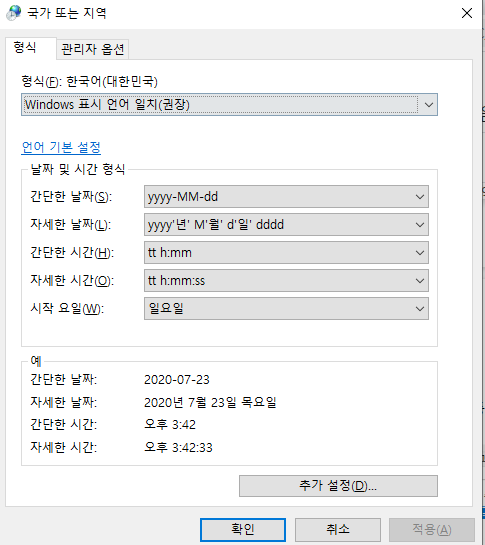 국가 또는 지역
형식
관리자 옵션
형식(F): 한국어(대한민국)
Windows 표시 언어 일치(권장)
언어 기본 설정
날짜 및 시간 형식
간단한 날짜(S): yyyy-MM-dd
자세한 날짜(L): yyyy'년' M'월' d'일' dddd
간단한 시간(H): tt h:mm
자세한 시간(O): tt h:mm:ss
시작 요일(W): 일요일
예
간단한 날짜: 2020-07-23
자세한 날짜: 2020년 7월 23일 목요일
간단한 시간: 오후 3:42
자세한 시간: 오후 3:42:33
추가 설정(D)...
확인 취소 적용(A)